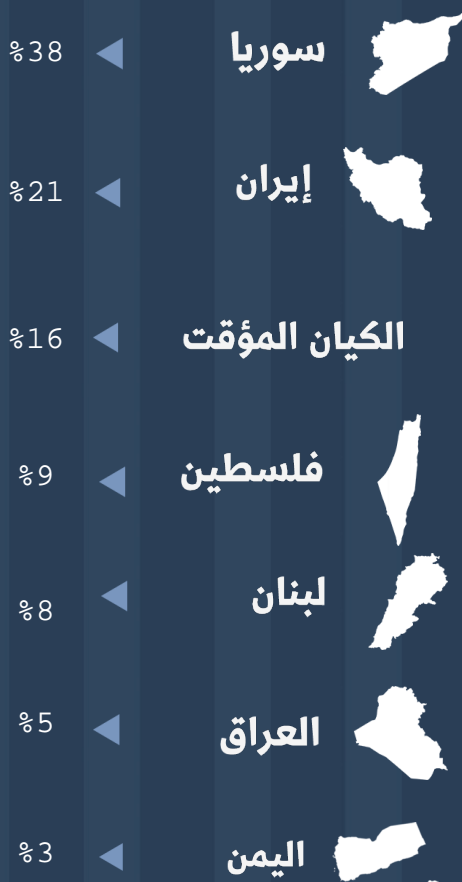 سوريا %38
إيران %21
الكيان المؤقت %16
فلسطين %9
لبنان %8
العراق %5
اليمن %3